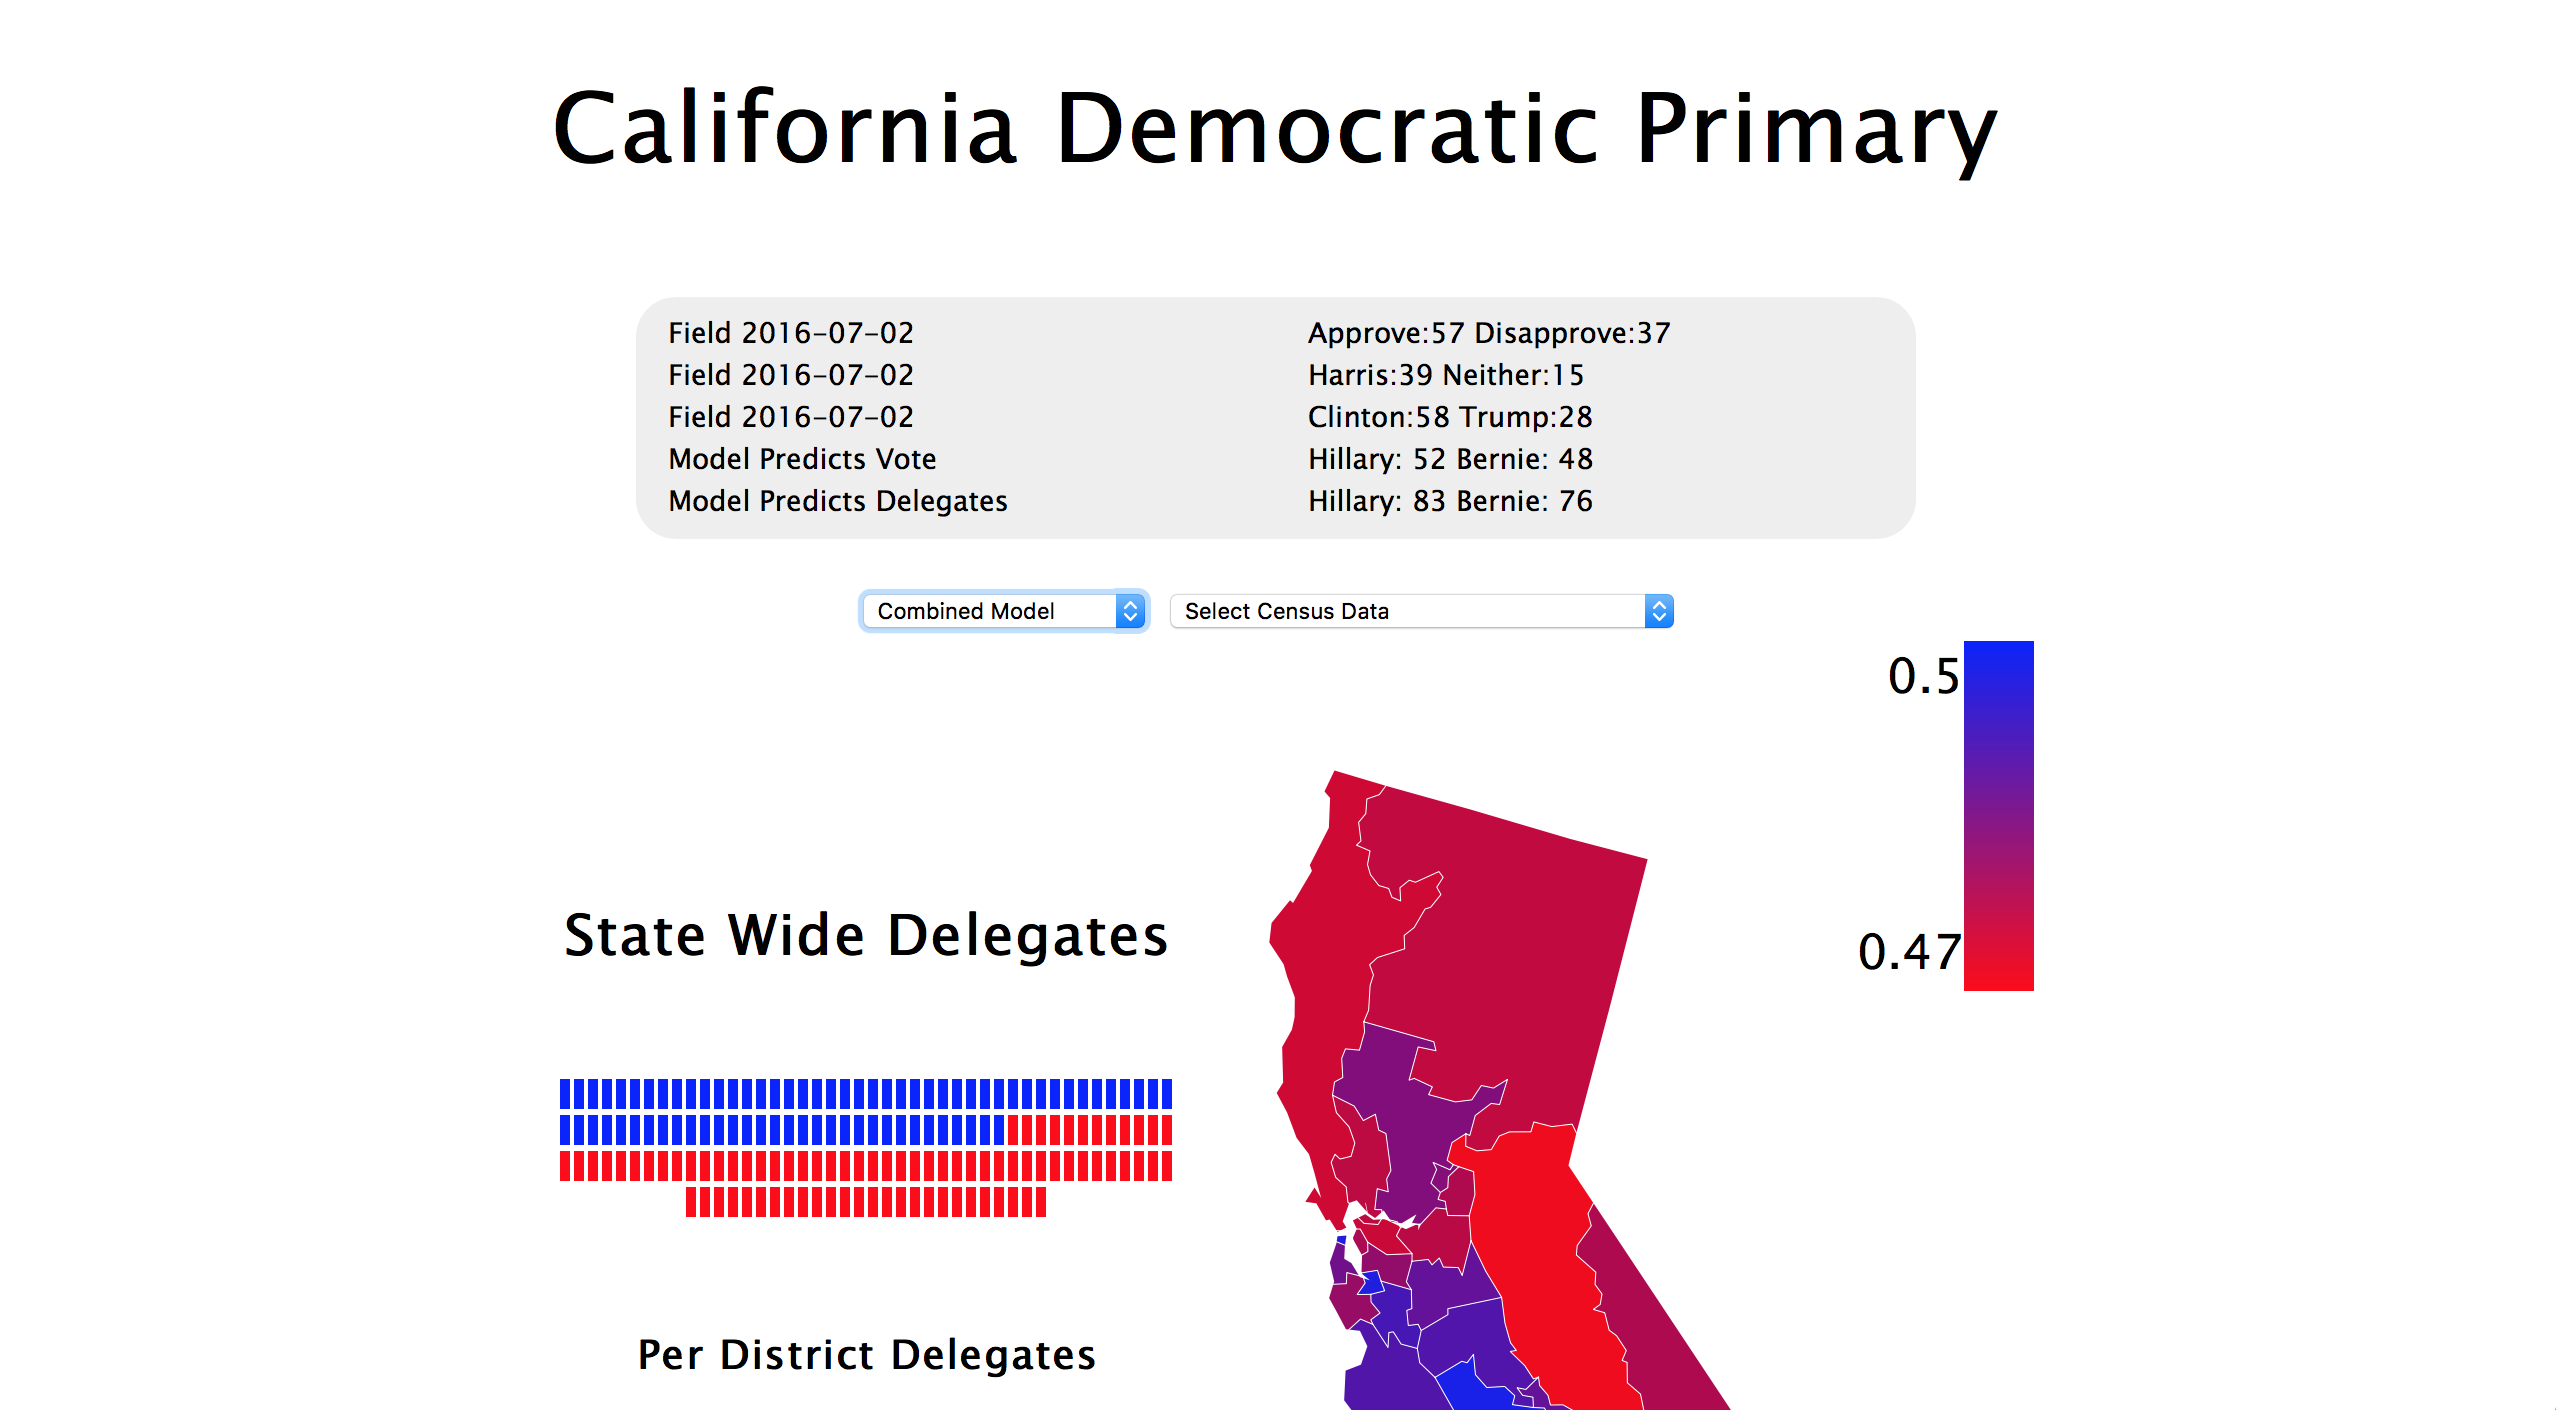 California Democratic Primary
Field 2016-07-02 Approve:57 Disapprove:37
Field 2016-07-02 Harris:39 Neither:15
Field 2016-07-02 Clinton:58 Trump:28
Model Predicts Vote Hillary: 52 Bernie: 48
Model Predicts Delegates Hillary: 83 Bernie: 76
Combined Model Select Census Data
0.5
0.47
State Wide Delegates
Per District Delegates